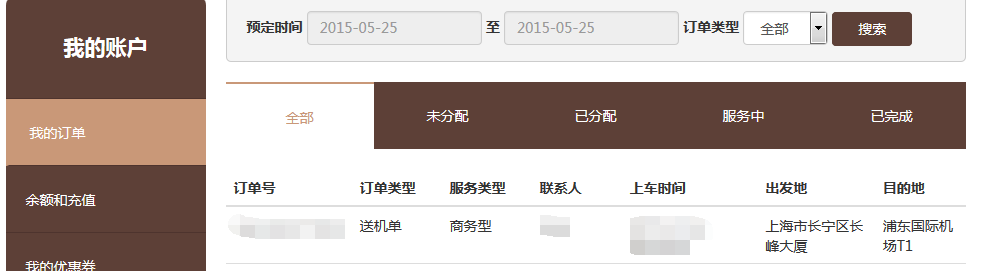 我的账户
我的订单
余额和充值
我的优惠券
预定时间 2015-05-25 至 2015-05-25 订单类型 全部 搜索
全部 未分配 已分配 服务中 已完成
订单号 订单类型 服务类型 联系人 上车时间 出发地 目的地
送机单 商务型 上海市长宁区长 浦东国际机
峰大厦 场T1